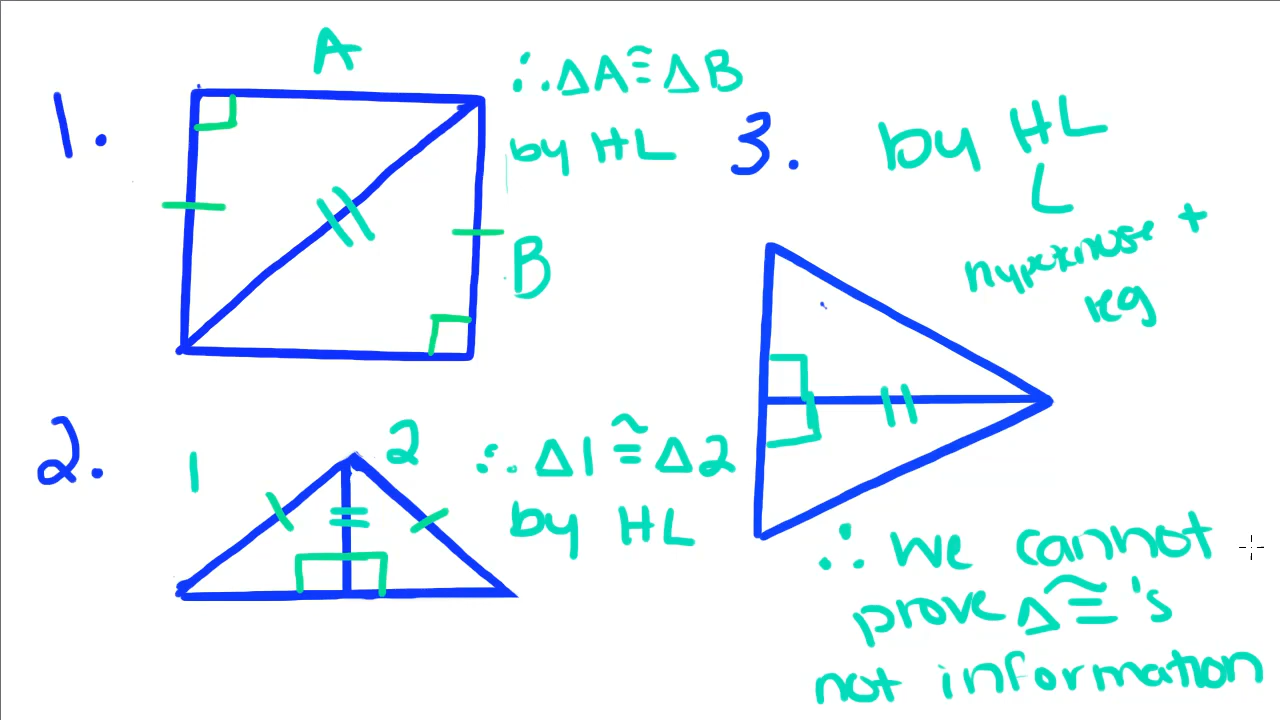 1.
A
∴ΔA≅ΔB
by HL
B
2.
1
2
∴Δ1≅Δ2
by HL
3.
by HL
L
hypotenuse +
leg
∴ we cannot
prove Δ≅'s
not information